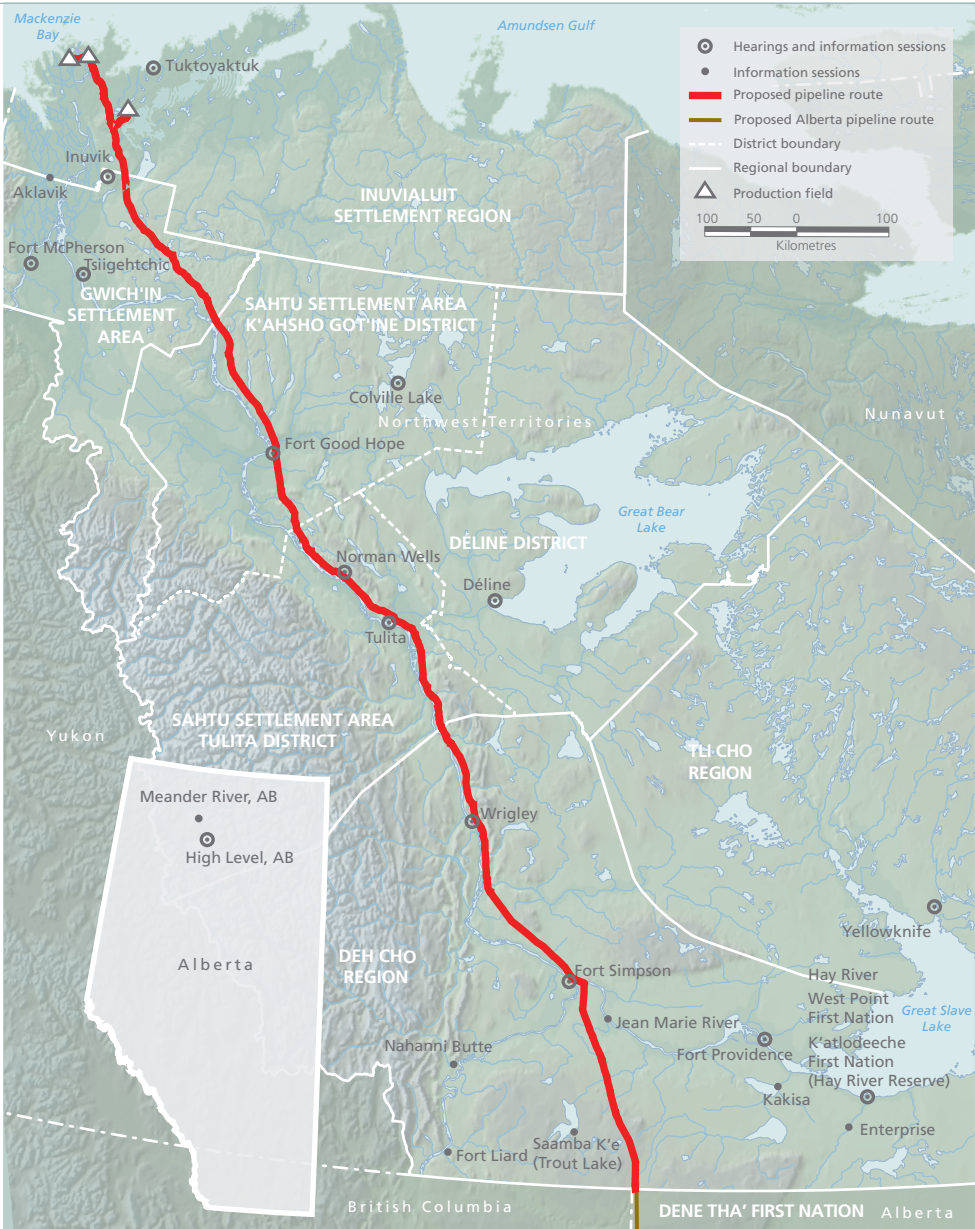 Mackenzie
Bay
Amundsen Gulf
Hearings and information sessions
Information sessions
Proposed pipeline route
Proposed Alberta pipeline route
District boundary
Regional boundary
Production field
100 50 0 100
Kilometres
Tuktoyaktuk
Inuvik
Aklavik
INUVIALUIT
SETTLEMENT REGION
Fort McPherson
Tsiigehtchic
GWICH'IN
SETTLEMENT
AREA
SAHTU SETTLEMENT AREA
K'AHSHO GOT'INE DISTRICT
Colville Lake
Northwest Territories
Nunavut
Fort Good Hope
Great Bear
Lake
DÉLINE DISTRICT
Norman Wells
Déline
Tulita
SAHTU SETTLEMENT AREA
TULITA DISTRICT
Yukon
TLI CHO
REGION
Meander River, AB
High Level, AB
Wrigley
Alberta
DEH CHO
REGION
Yellowknife
Fort Simpson
Hay River
West Point
First Nation
Great Slave
Lake
Jean Marie River
Fort Providence
K'atlodeeche
First Nation
(Hay River Reserve)
Nahanni Butte
Kakisa
Enterprise
Saamba K'e
(Trout Lake)
Fort Liard
British Columbia
DENE THA' FIRST NATION
Alberta